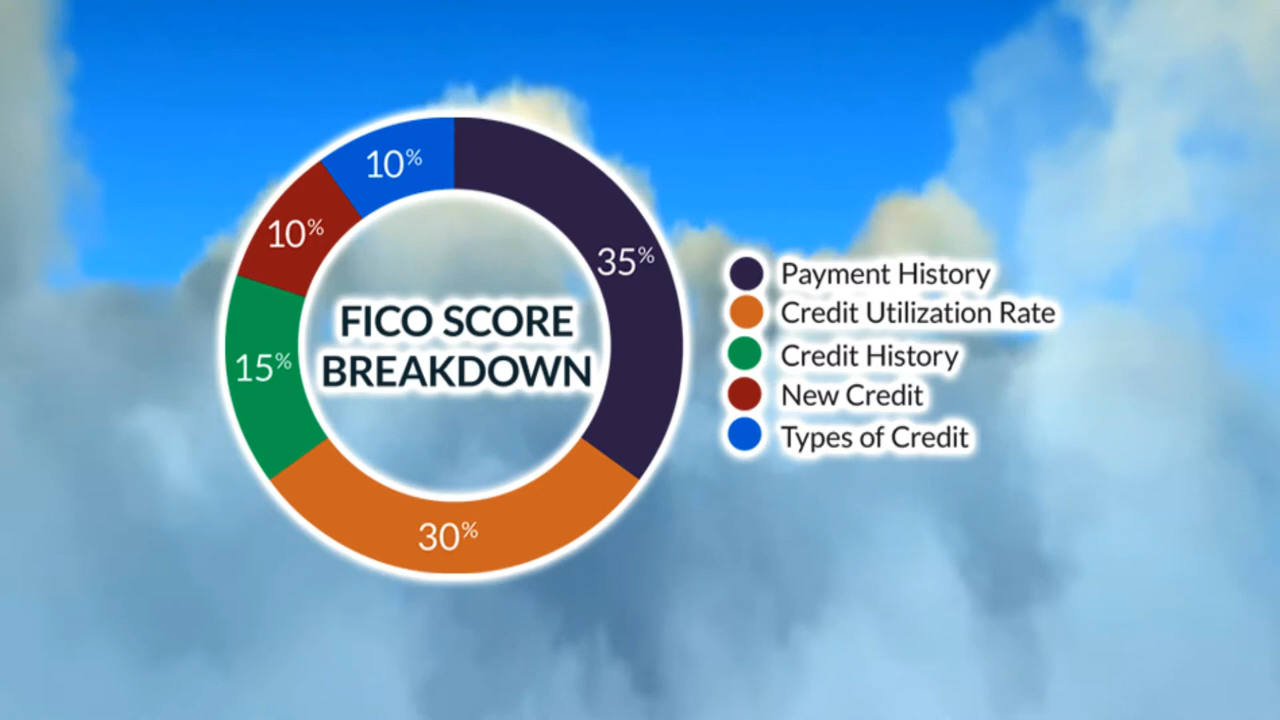 10%
35%
10%
15%
30%
FICO SCORE
BREAKDOWN
Payment History
Credit Utilization Rate
Credit History
New Credit
Types of Credit